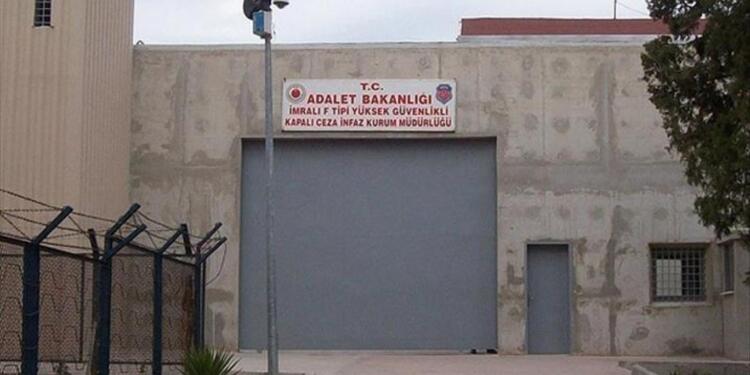 T.C.
ADALET BAKANLIĞI
İMRALI F TİPİ YÜKSEK GÜVENLİKLİ
KAPALI CEZA İNFAZ KURUM MÜDÜRLÜĞÜ